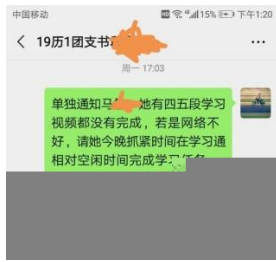 中国移动 15% 下午1:20
19历1团支书
周一 17:03
单独通知马 她有四五段学习
视频都没有完成，若是网络不
好，请她今晚抓紧时间在学习通
相对空闲时间完成学习任务